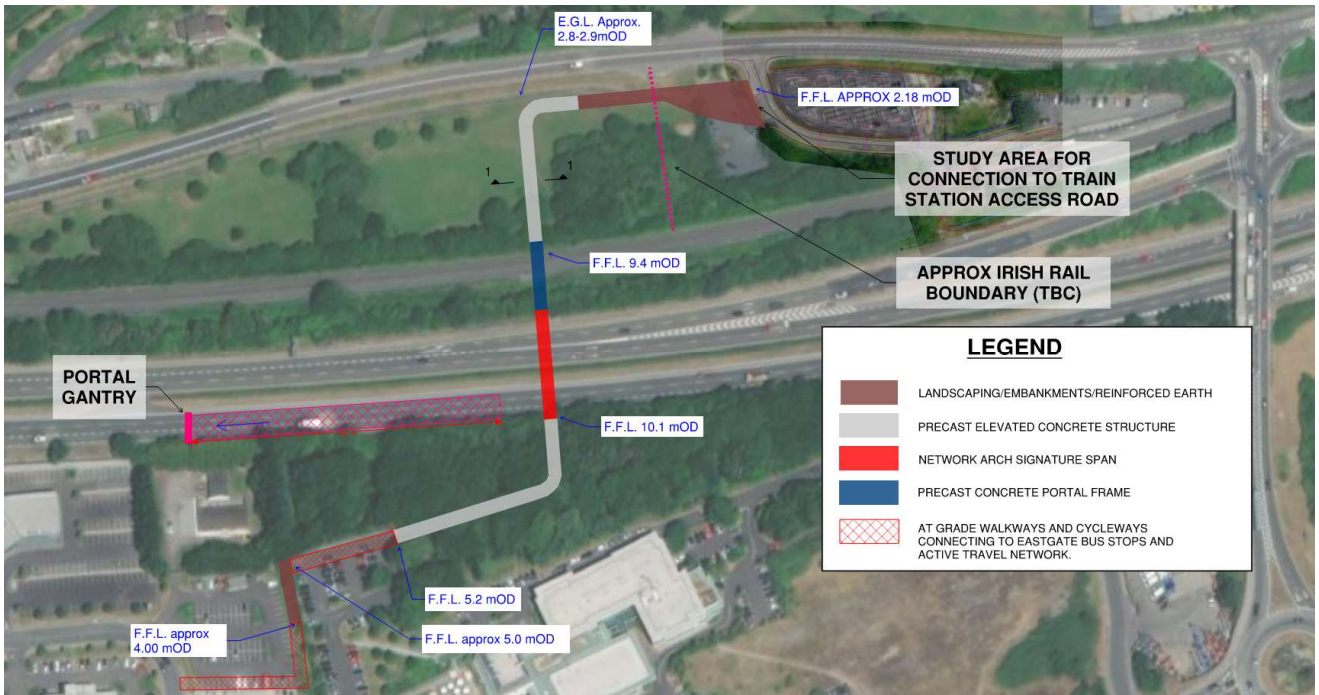 E.G.L. Approx.
2.8-2.9mOD
F.F.L. APPROX 2.18 mOD
STUDY AREA FOR
CONNECTION TO TRAIN
STATION ACCESS ROAD
1
1
F.F.L. 9.4 mOD
APPROX IRISH RAIL
BOUNDARY (TBC)
PORTAL
GANTRY
F.F.L. 10.1 mOD
F.F.L. 5.2 mOD
F.F.L. approx 5.0 mOD
F.F.L. approx
4.00 mOD
LEGEND
LANDSCAPING/EMBANKMENTS/REINFORCED EARTH
PRECAST ELEVATED CONCRETE STRUCTURE
NETWORK ARCH SIGNATURE SPAN
PRECAST CONCRETE PORTAL FRAME
AT GRADE WALKWAYS AND CYCLEWAYS
CONNECTING TO EASTGATE BUS STOPS AND
ACTIVE TRAVEL NETWORK.